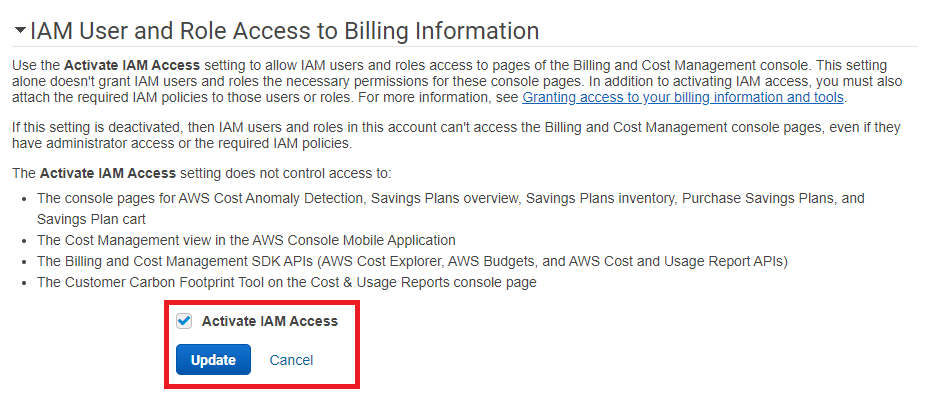 IAM User and Role Access to Billing Information
Use the Activate IAM Access setting to allow IAM users and roles access to pages of the Billing and Cost Management console. This setting
alone doesn't grant IAM users and roles the necessary permissions for these console pages. In addition to activating IAM access, you must also
attach the required IAM policies to those users or roles. For more information, see Granting access to your billing information and tools.
If this setting is deactivated, then IAM users and roles in this account can't access the Billing and Cost Management console pages, even if they
have administrator access or the required IAM policies.
The Activate IAM Access setting does not control access to:
• The console pages for AWS Cost Anomaly Detection, Savings Plans overview, Savings Plans inventory, Purchase Savings Plans, and
Savings Plan cart
• The Cost Management view in the AWS Console Mobile Application
• The Billing and Cost Management SDK APIs (AWS Cost Explorer, AWS Budgets, and AWS Cost and Usage Report APIs)
• The Customer Carbon Footprint Tool on the Cost & Usage Reports console page
Activate IAM Access
Update Cancel